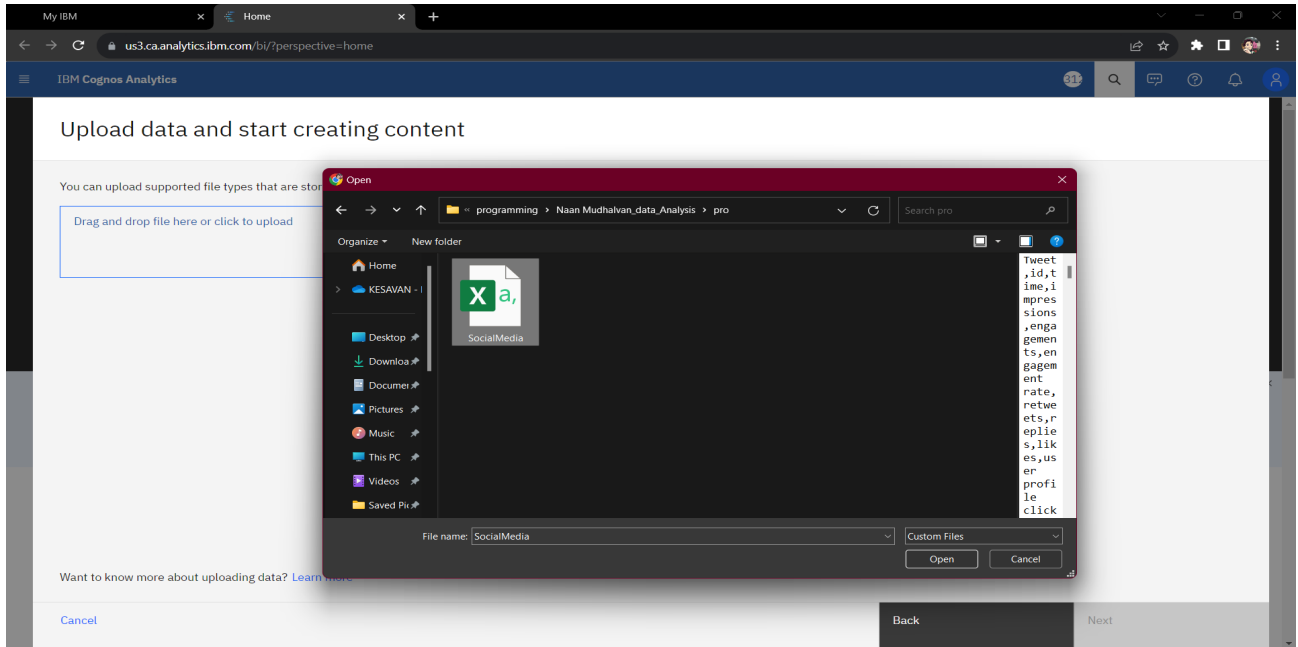 My IBM
Home
us3.ca.analytics.ibm.com/bi/?perspective=home
IBM Cognos Analytics
Upload data and start creating content
You can upload supported file types that are stor
Drag and drop file here or click to upload
Open
« programming > Naan Mudhalvan_data_Analysis > pro
Search pro
Organize
New folder
Home
KESAVAN -
Desktop
Downloa
Documer
Pictures
Music
This PC
Videos
Saved Pic
X a,
SocialMedia
Tweet
,id,t
ime,i
mpres
sions
,enga
gemen
ts,en
gagem
ent
rate,
retwe
ets,r
eplie
s,lik
es,us
er
profi
le
click
File name: SocialMedia
Custom Files
Open
Cancel
Want to know more about uploading data? Learn more
Cancel
Back
Next